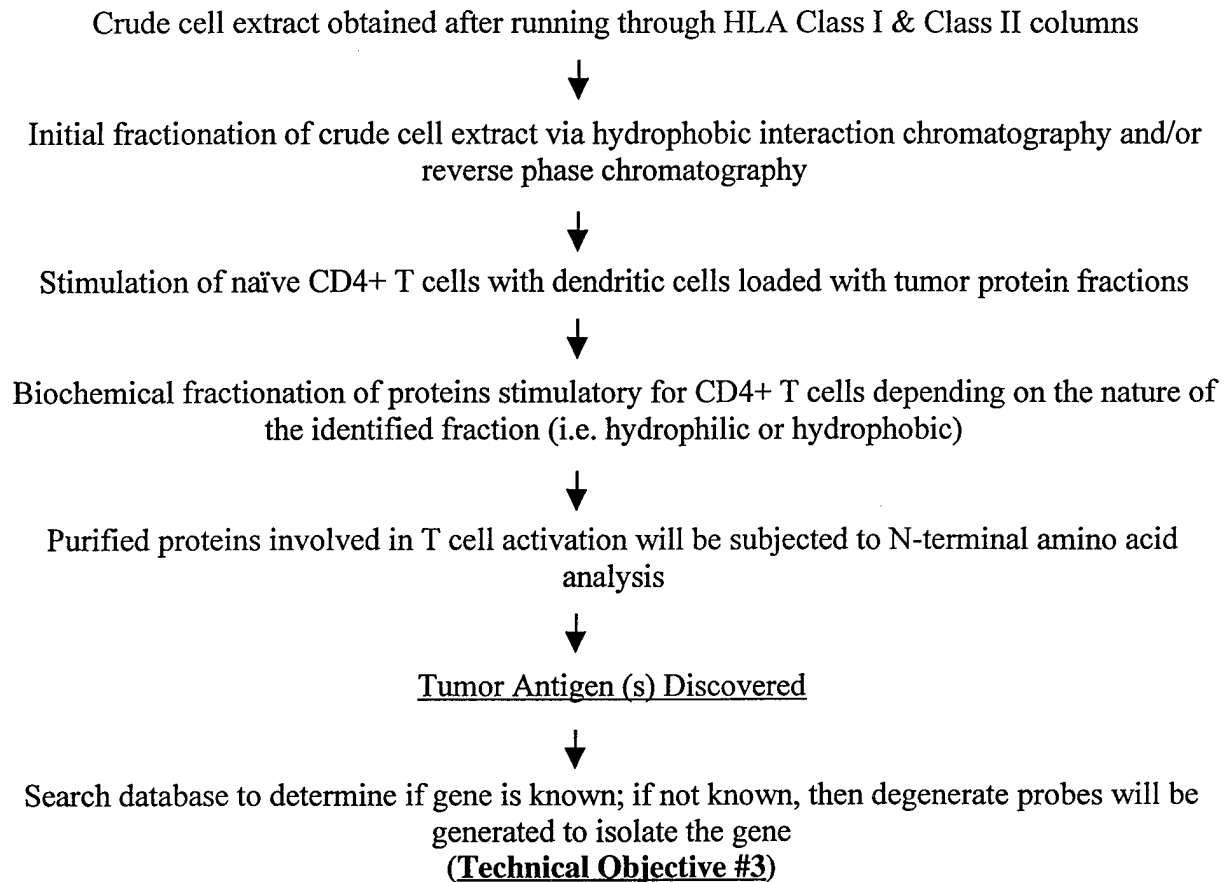 Crude cell extract obtained after running through HLA Class I & Class II columns
Initial fractionation of crude cell extract via hydrophobic interaction chromatography and/or
reverse phase chromatography
Stimulation of naïve CD4+ T cells with dendritic cells loaded with tumor protein fractions
Biochemical fractionation of proteins stimulatory for CD4+ T cells depending on the nature of
the identified fraction (i.e. hydrophilic or hydrophobic)
Purified proteins involved in T cell activation will be subjected to N-terminal amino acid
analysis
Tumor Antigen (s) Discovered
Search database to determine if gene is known; if not known, then degenerate probes will be
generated to isolate the gene
(Technical Objective #3)